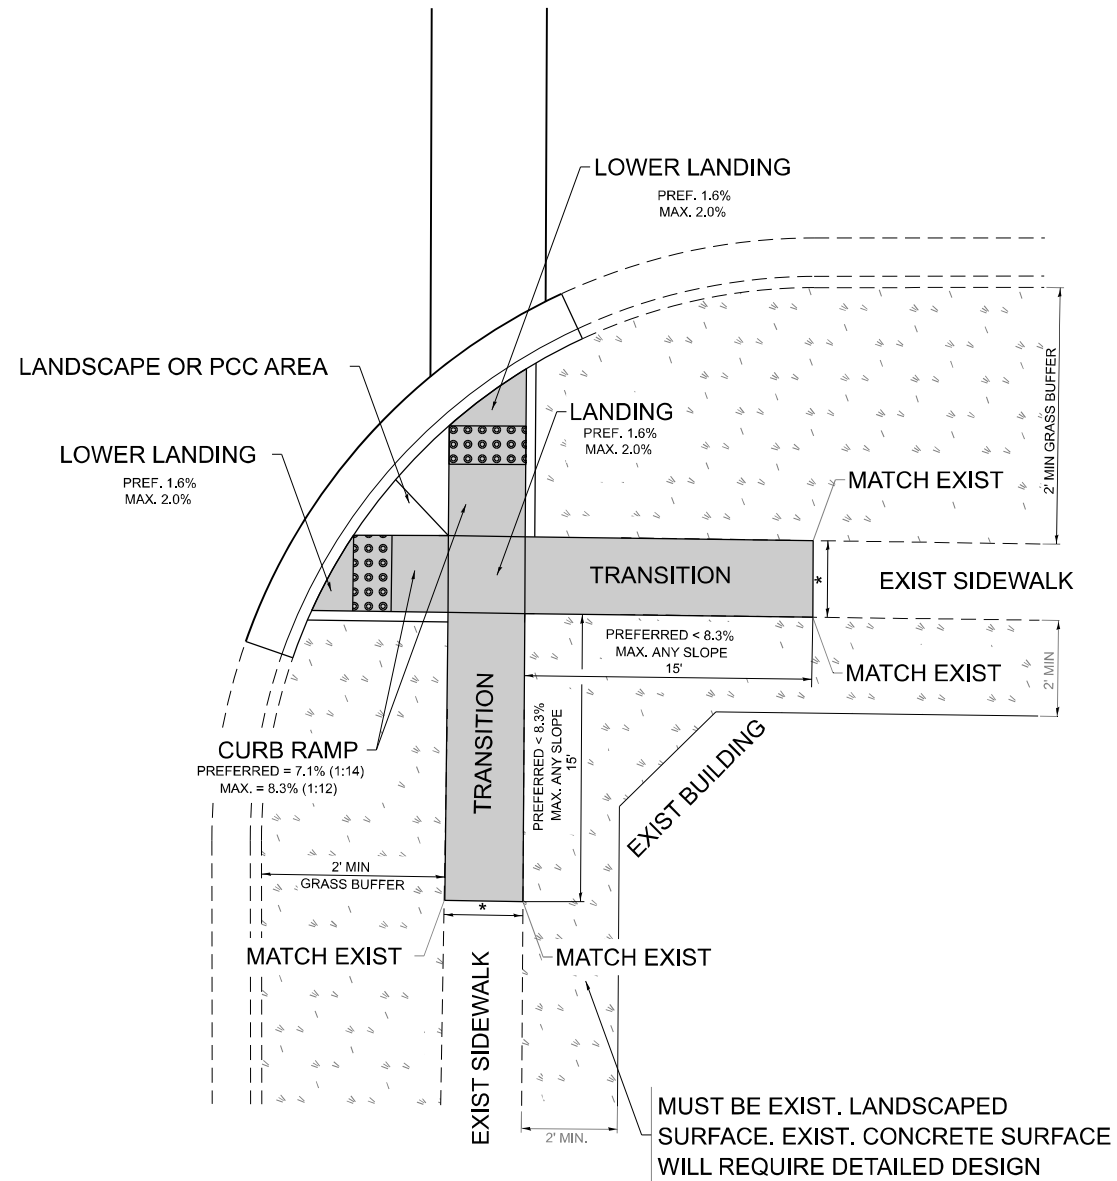 LOWER LANDING
PREF. 1.6%
MAX. 2.0%
LANDSCAPE OR PCC AREA
LANDING
PREF. 1.6%
MAX. 2.0%
LOWER LANDING
PREF. 1.6%
MAX. 2.0%
2' MIN GRASS BUFFER
MATCH EXIST
TRANSITION
*
EXIST SIDEWALK
PREFERRED < 8.3%
MAX. ANY SLOPE
15'
MATCH EXIST
2' MIN
TRANSITION
PREFERRED < 8.3%
MAX. ANY SLOPE
15'
CURB RAMP
PREFERRED = 7.1% (1:14)
MAX. = 8.3% (1:12)
EXIST BUILDING
2' MIN
GRASS BUFFER
*
MATCH EXIST
MATCH EXIST
EXIST SIDEWALK
2' MIN.
MUST BE EXIST. LANDSCAPED
SURFACE. EXIST. CONCRETE SURFACE
WILL REQUIRE DETAILED DESIGN